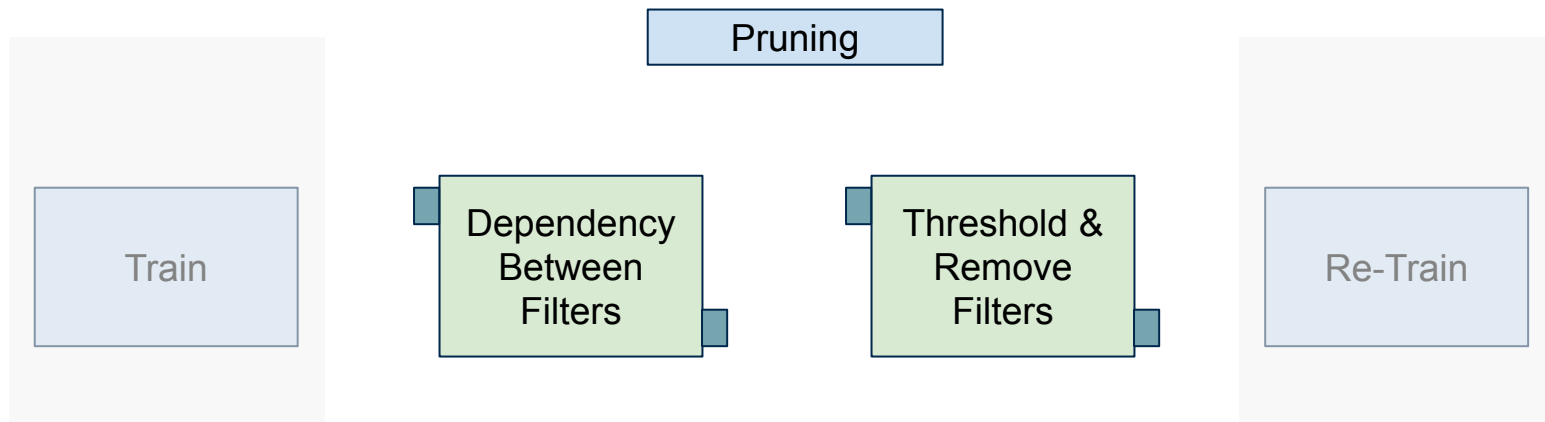 Pruning
Train
Dependency
Between
Filters
Threshold &
Remove
Filters
Re-Train